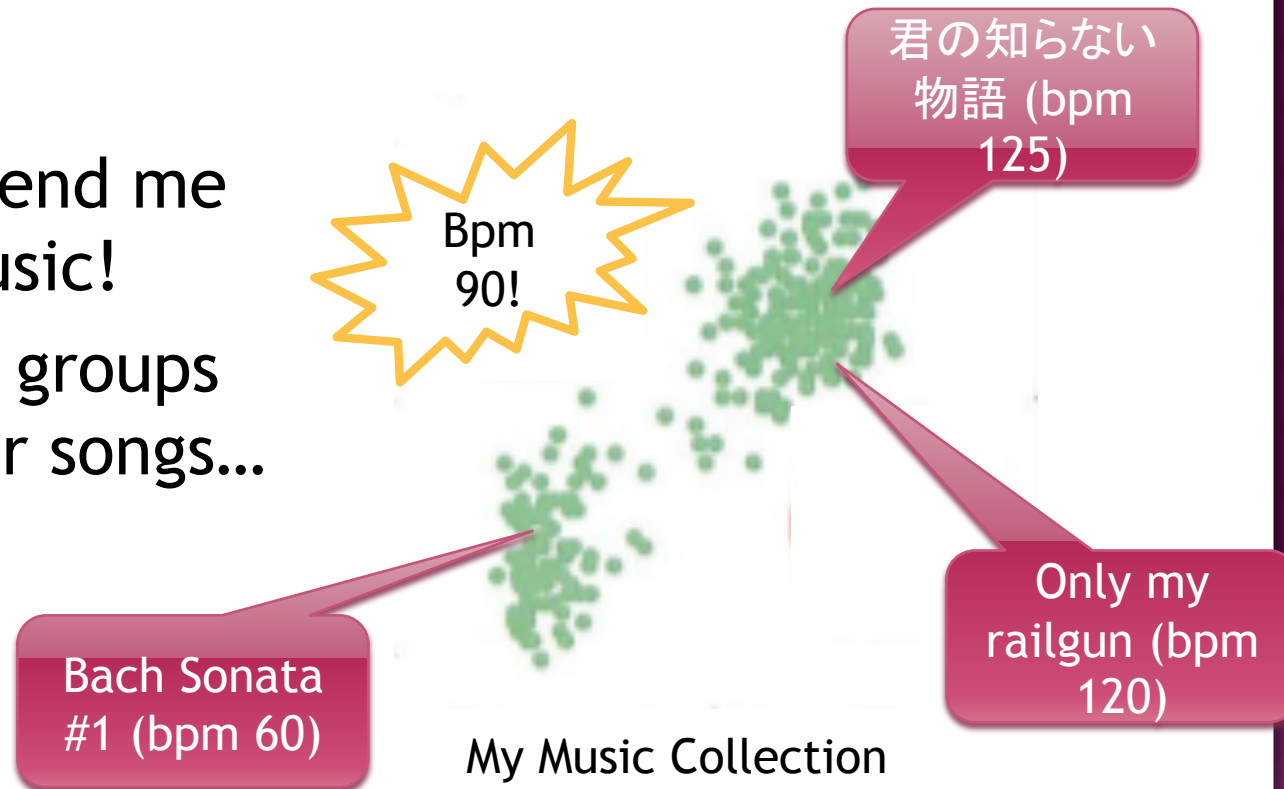 end me
usic!
groups
r songs…
Bpm
90!
君の知らない
物語 (bpm
125)
Only my
railgun (bpm
120)
Bach Sonata
#1 (bpm 60)
My Music Collection